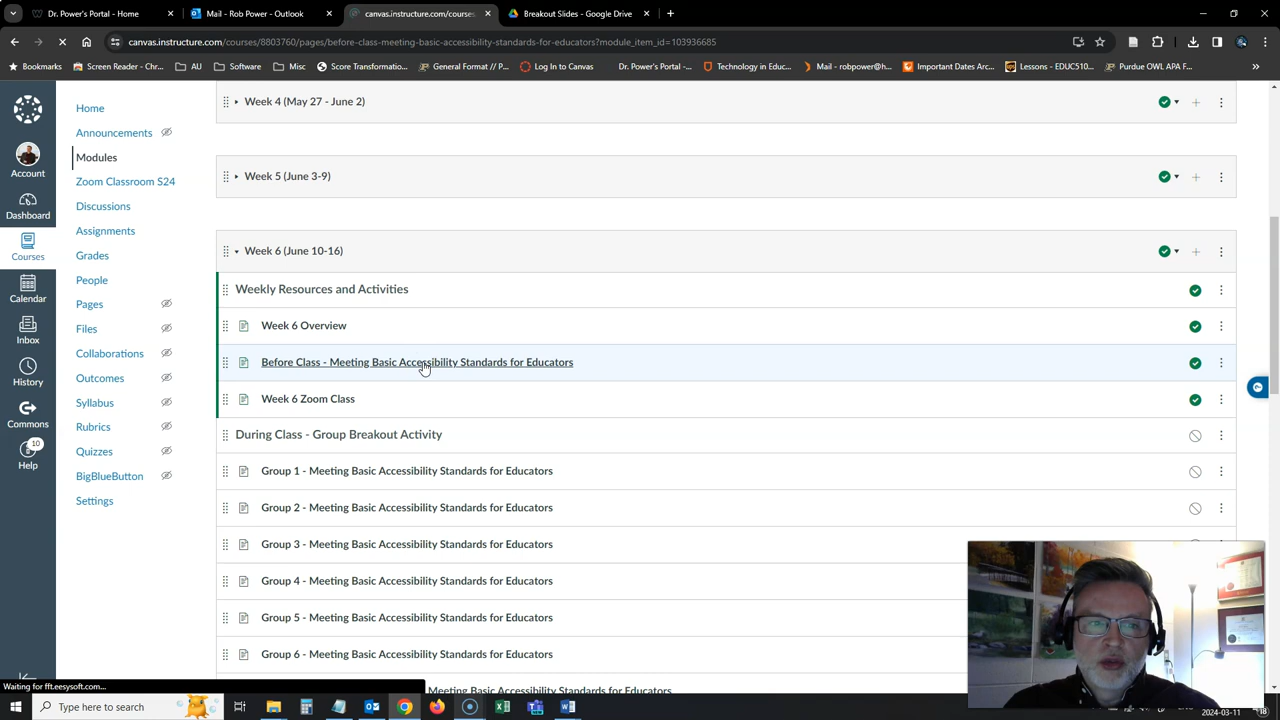 Dr. Power's Portal - Home
Mail - Rob Power - Outlook
canvas.instructure.com/courses
Breakout Slides - Google Drive
canvas.instructure.com/courses/8803760/pages/before-class-meeting-basic-accessibility-standards-for-educators?module_item_id=103936685
Bookmarks
Screen Reader - Chr...
AU
Software
Misc
Score Transformatio...
General Format // P...
Log In to Canvas
Dr. Power's Portal -...
Technology in Educ...
Mail - robpower@h...
Important Dates Arc...
Lessons - EDUC510...
Purdue OWL APA F...
Account
Dashboard
Courses
Calendar
Inbox
History
Commons
10
Help
Home
Announcements
Modules
Zoom Classroom S24
Discussions
Assignments
Grades
People
Pages
Files
Collaborations
Outcomes
Syllabus
Rubrics
Quizzes
BigBlueButton
Settings
Week 4 (May 27 - June 2)
Week 5 (June 3-9)
Week 6 (June 10-16)
Weekly Resources and Activities
Week 6 Overview
Before Class - Meeting Basic Accessibility Standards for Educators
Week 6 Zoom Class
During Class - Group Breakout Activity
Group 1 - Meeting Basic Accessibility Standards for Educators
Group 2 - Meeting Basic Accessibility Standards for Educators
Group 3 - Meeting Basic Accessibility Standards for Educators
Group 4 - Meeting Basic Accessibility Standards for Educators
Group 5 - Meeting Basic Accessibility Standards for Educators
Group 6 - Meeting Basic Accessibility Standards for Educators
Meeting Basic Accessibility Standards for Educators
Waiting for fft.eesysoft.com...
Type here to search
2024-03-11
18